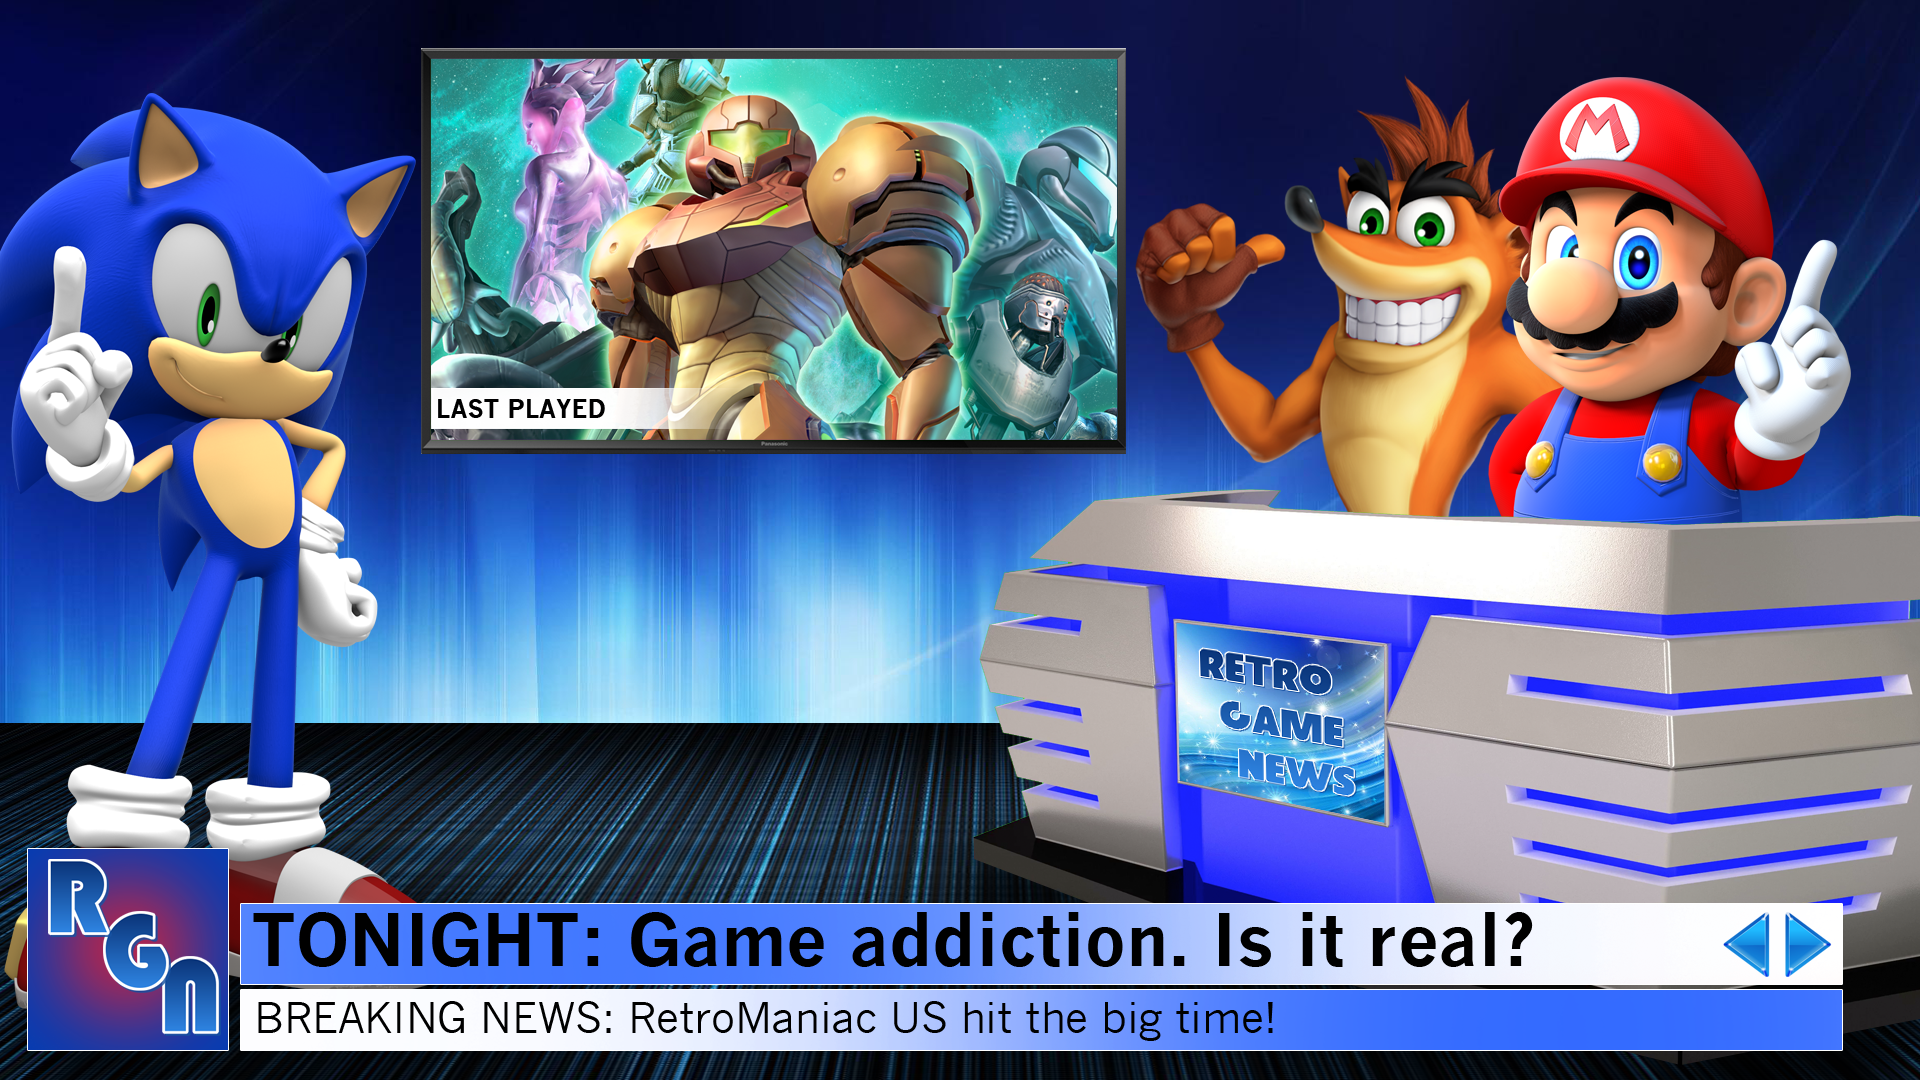 M
LAST PLAYED
Panasonic
RETRO
GAME
NEWS
RGn
TONIGHT: Game addiction. Is it real?
BREAKING NEWS: RetroManiac US hit the big time!